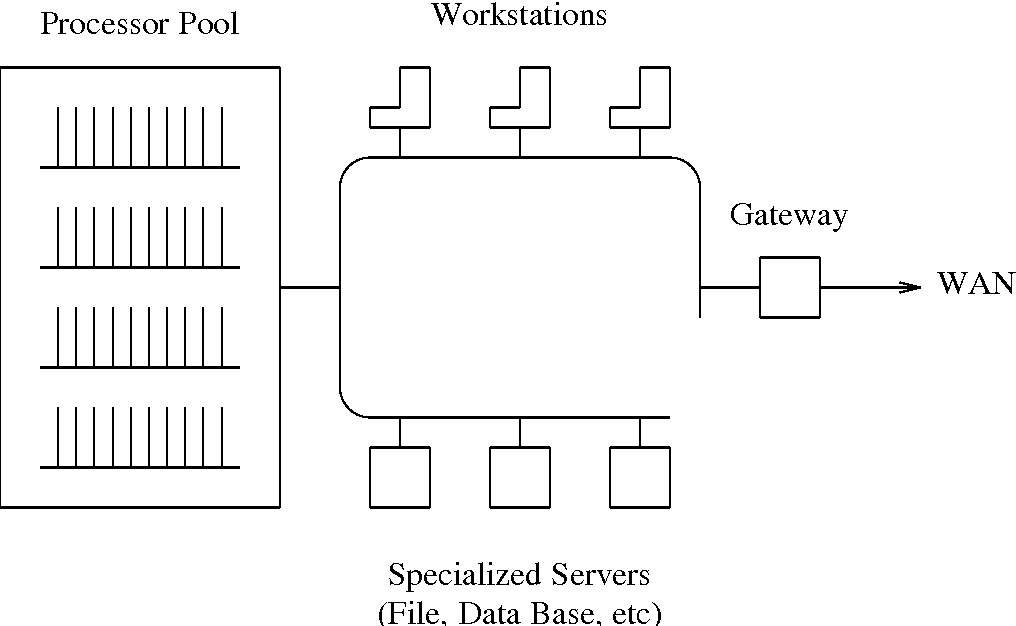 Processor Pool
Workstations
Gateway
WAN
Specialized Servers
(File, Data Base, etc)